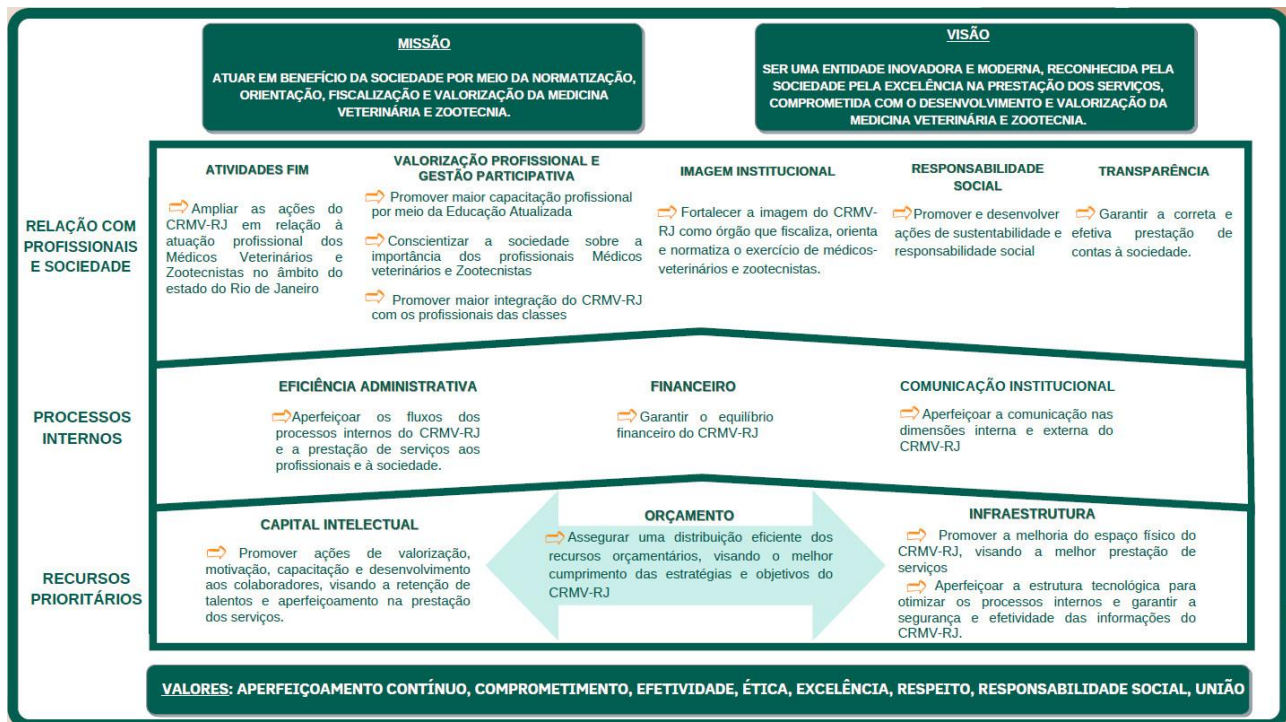 MISSÃO
ATUAR EM BENEFÍCIO DA SOCIEDADE POR MEIO DA NORMATIZAÇÃO,
ORIENTAÇÃO, FISCALIZAÇÃO E VALORIZAÇÃO DA MEDICINA
VETERINÁRIA E ZOOTECNIA.
VISÃO
SER UMA ENTIDADE INOVADORA E MODERNA, RECONHECIDA PELA
SOCIEDADE PELA EXCELÊNCIA NA PRESTAÇÃO DOS SERVIÇOS,
COMPROMETIDA COM O DESENVOLVIMENTO E VALORIZAÇÃO DA
MEDICINA VETERINÁRIA E ZOOTECNIA.
RELAÇÃO COM
PROFISSIONAIS
E SOCIEDADE
ATIVIDADES FIM
Ampliar as ações do
CRMV-RJ em relação à
atuação profissional dos
Médicos Veterinários e
Zootecnistas no âmbito do
estado do Rio de Janeiro
VALORIZAÇÃO PROFISSIONAL E
GESTÃO PARTICIPATIVA
Promover maior capacitação profissional
por meio da Educação Atualizada
Conscientizar a sociedade sobre a
importância dos profissionais Médicos
veterinários e Zootecnistas
Promover maior integração do CRMV-RJ
com os profissionais das classes
IMAGEM INSTITUCIONAL
Fortalecer a imagem do CRMV-
RJ como órgão que fiscaliza, orienta
e normatiza o exercício de médicos-
veterinários e zootecnistas.
RESPONSABILIDADE
SOCIAL
Promover e desenvolver
ações de sustentabilidade e
responsabilidade social
TRANSPARÊNCIA
Garantir a correta e
efetiva prestação de
contas à sociedade.
PROCESSOS
INTERNOS
EFICIÊNCIA ADMINISTRATIVA
Aperfeiçoar os fluxos dos
processos internos do CRMV-RJ
e a prestação de serviços aos
profissionais e à sociedade.
FINANCEIRO
Garantir o equilíbrio
financeiro do CRMV-RJ
COMUNICAÇÃO INSTITUCIONAL
Aperfeiçoar a comunicação nas
dimensões interna e externa do
CRMV-RJ
RECURSOS
PRIORITÁRIOS
CAPITAL INTELECTUAL
Promover ações de valorização,
motivação, capacitação e desenvolvimento
aos colaboradores, visando a retenção de
talentos e aperfeiçoamento na prestação
dos serviços.
ORÇAMENTO
Assegurar uma distribuição eficiente dos
recursos orçamentários, visando o melhor
cumprimento das estratégias e objetivos do
CRMV-RJ
INFRAESTRUTURA
Promover a melhoria do espaço físico do
CRMV-RJ, visando a melhor prestação de
serviços
Aperfeiçoar a estrutura tecnológica para
otimizar os processos internos e garantir a
segurança e efetividade das informações do
CRMV-RJ.
VALORES: APERFEIÇOAMENTO CONTÍNUO, COMPROMETIMENTO, EFETIVIDADE, ÉTICA, EXCELÊNCIA, RESPEITO, RESPONSABILIDADE SOCIAL, UNIÃO